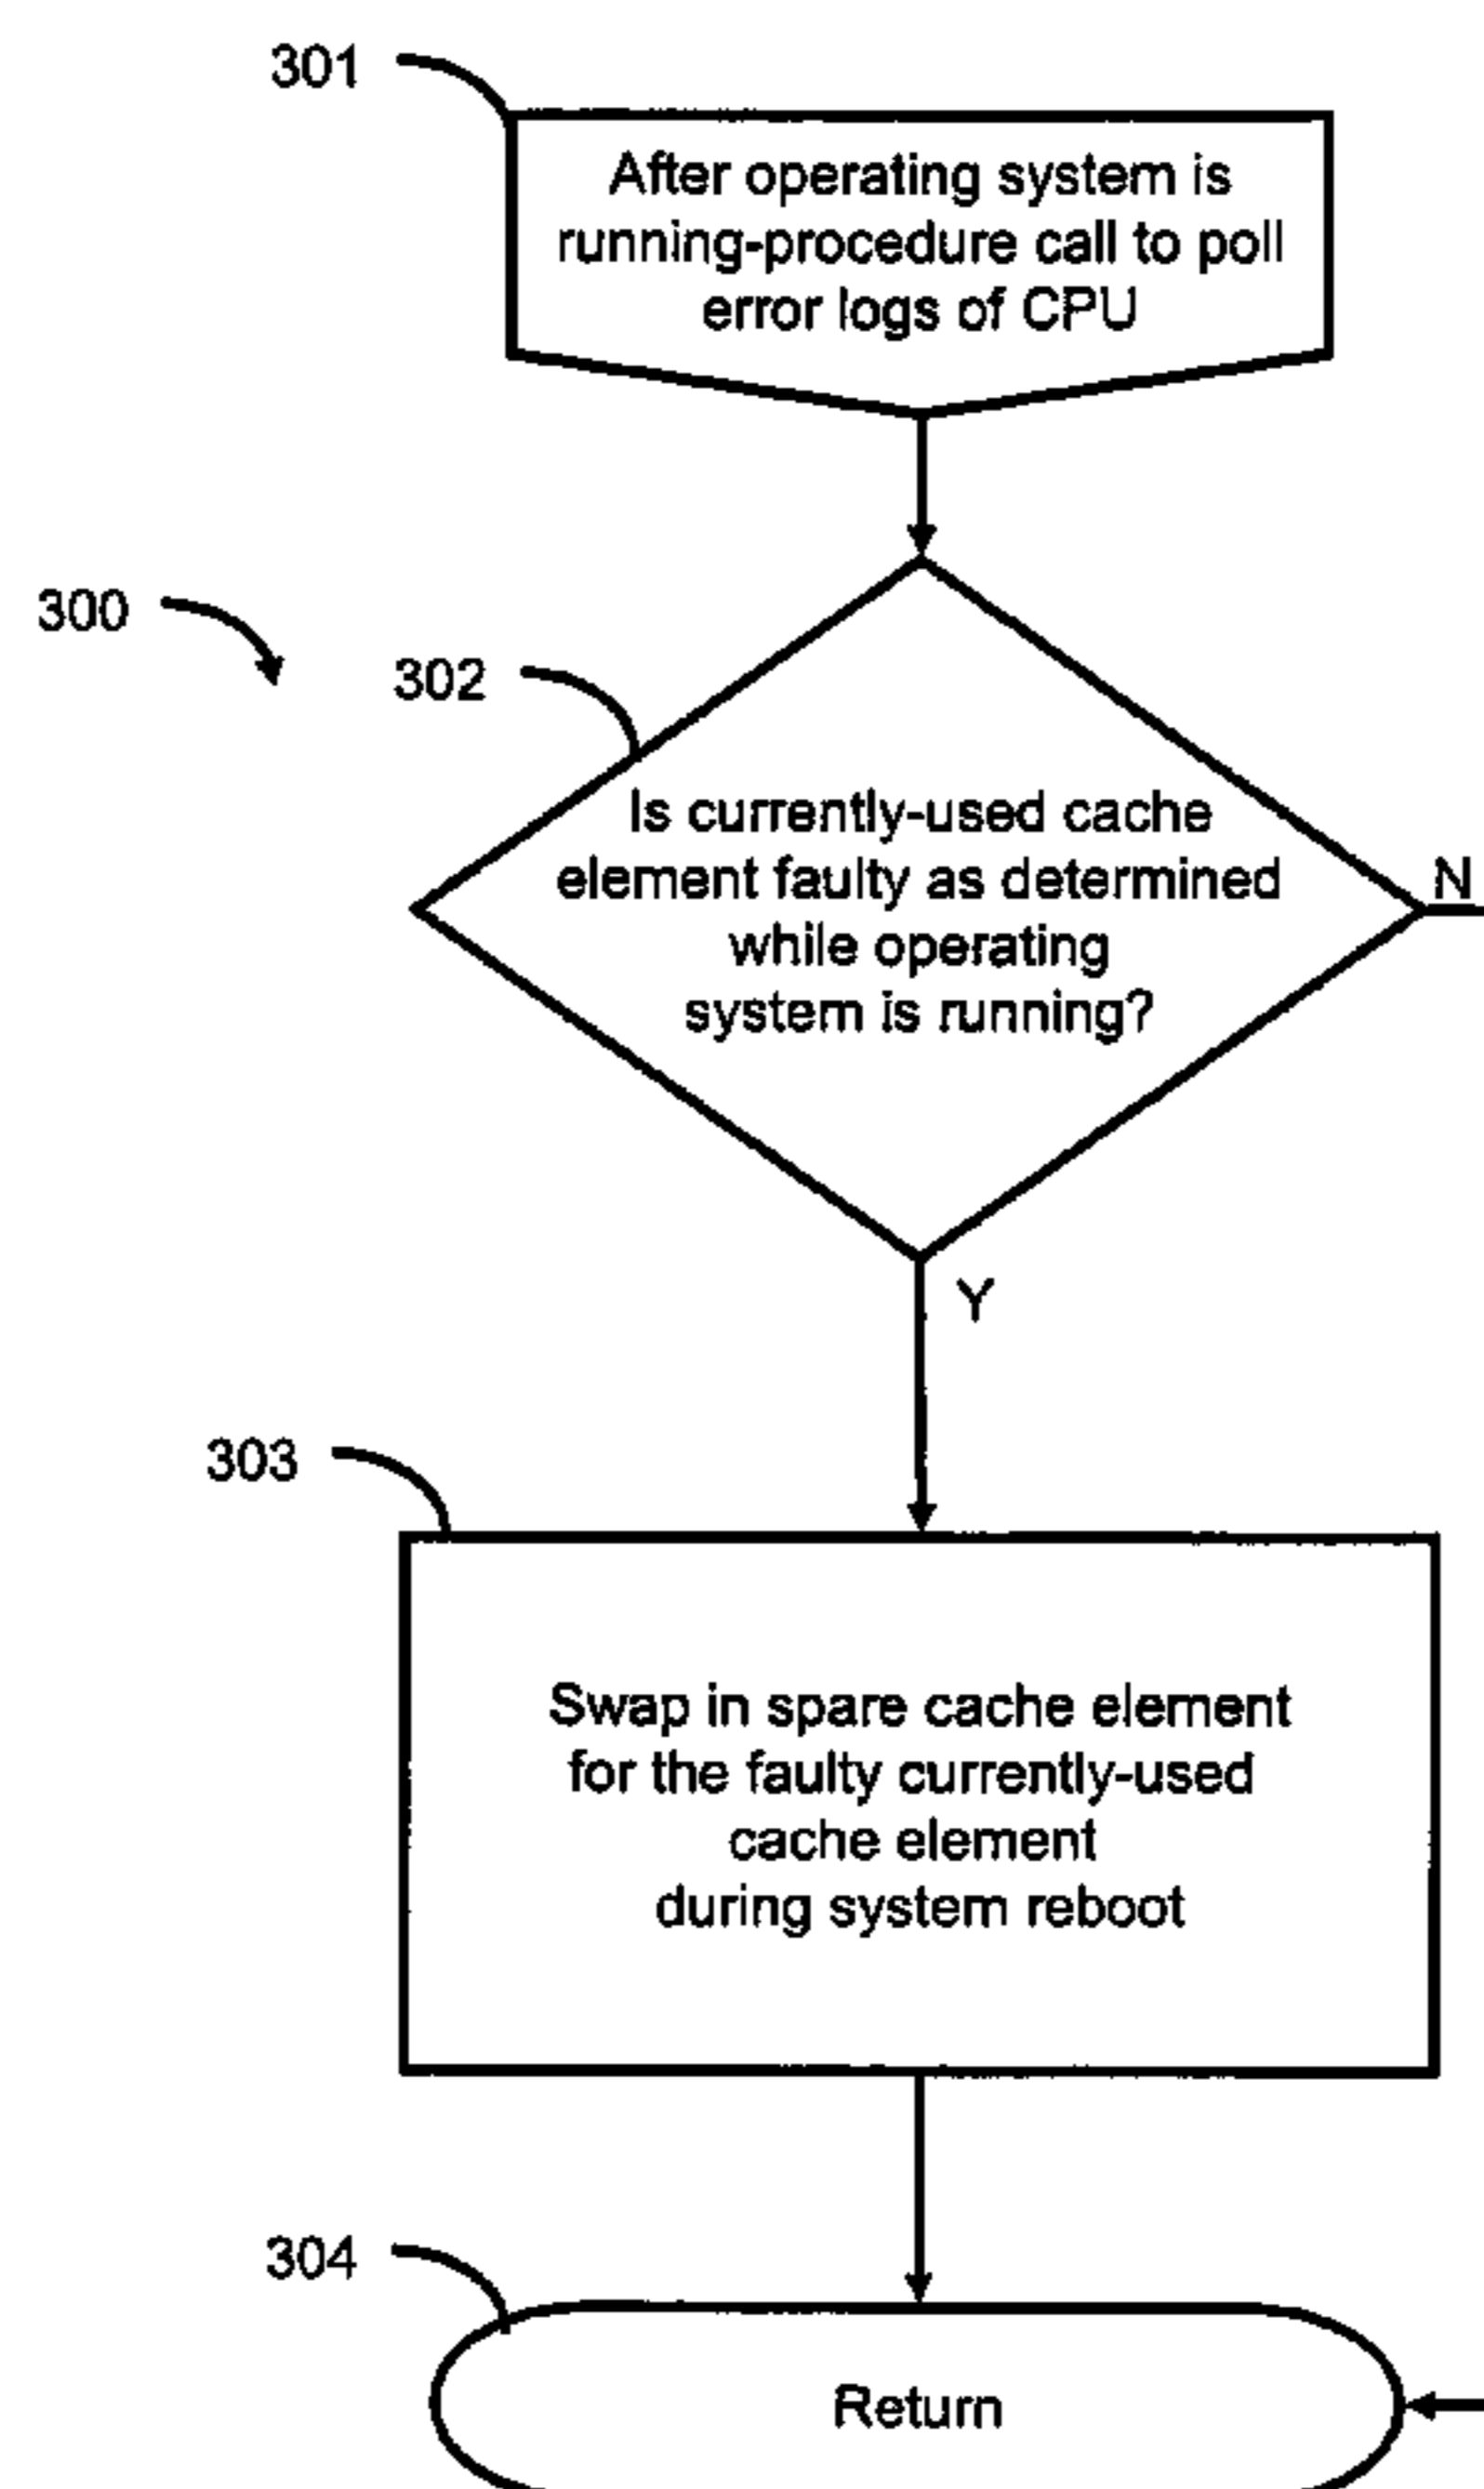 301
After operating system is
running-procedure call to poll
error logs of CPU
300
302
Is currently-used cache
element faulty as determined
while operating
system is running?
N
Y
303
Swap in spare cache element
for the faulty currently-used
cache element
during system reboot
304
Return